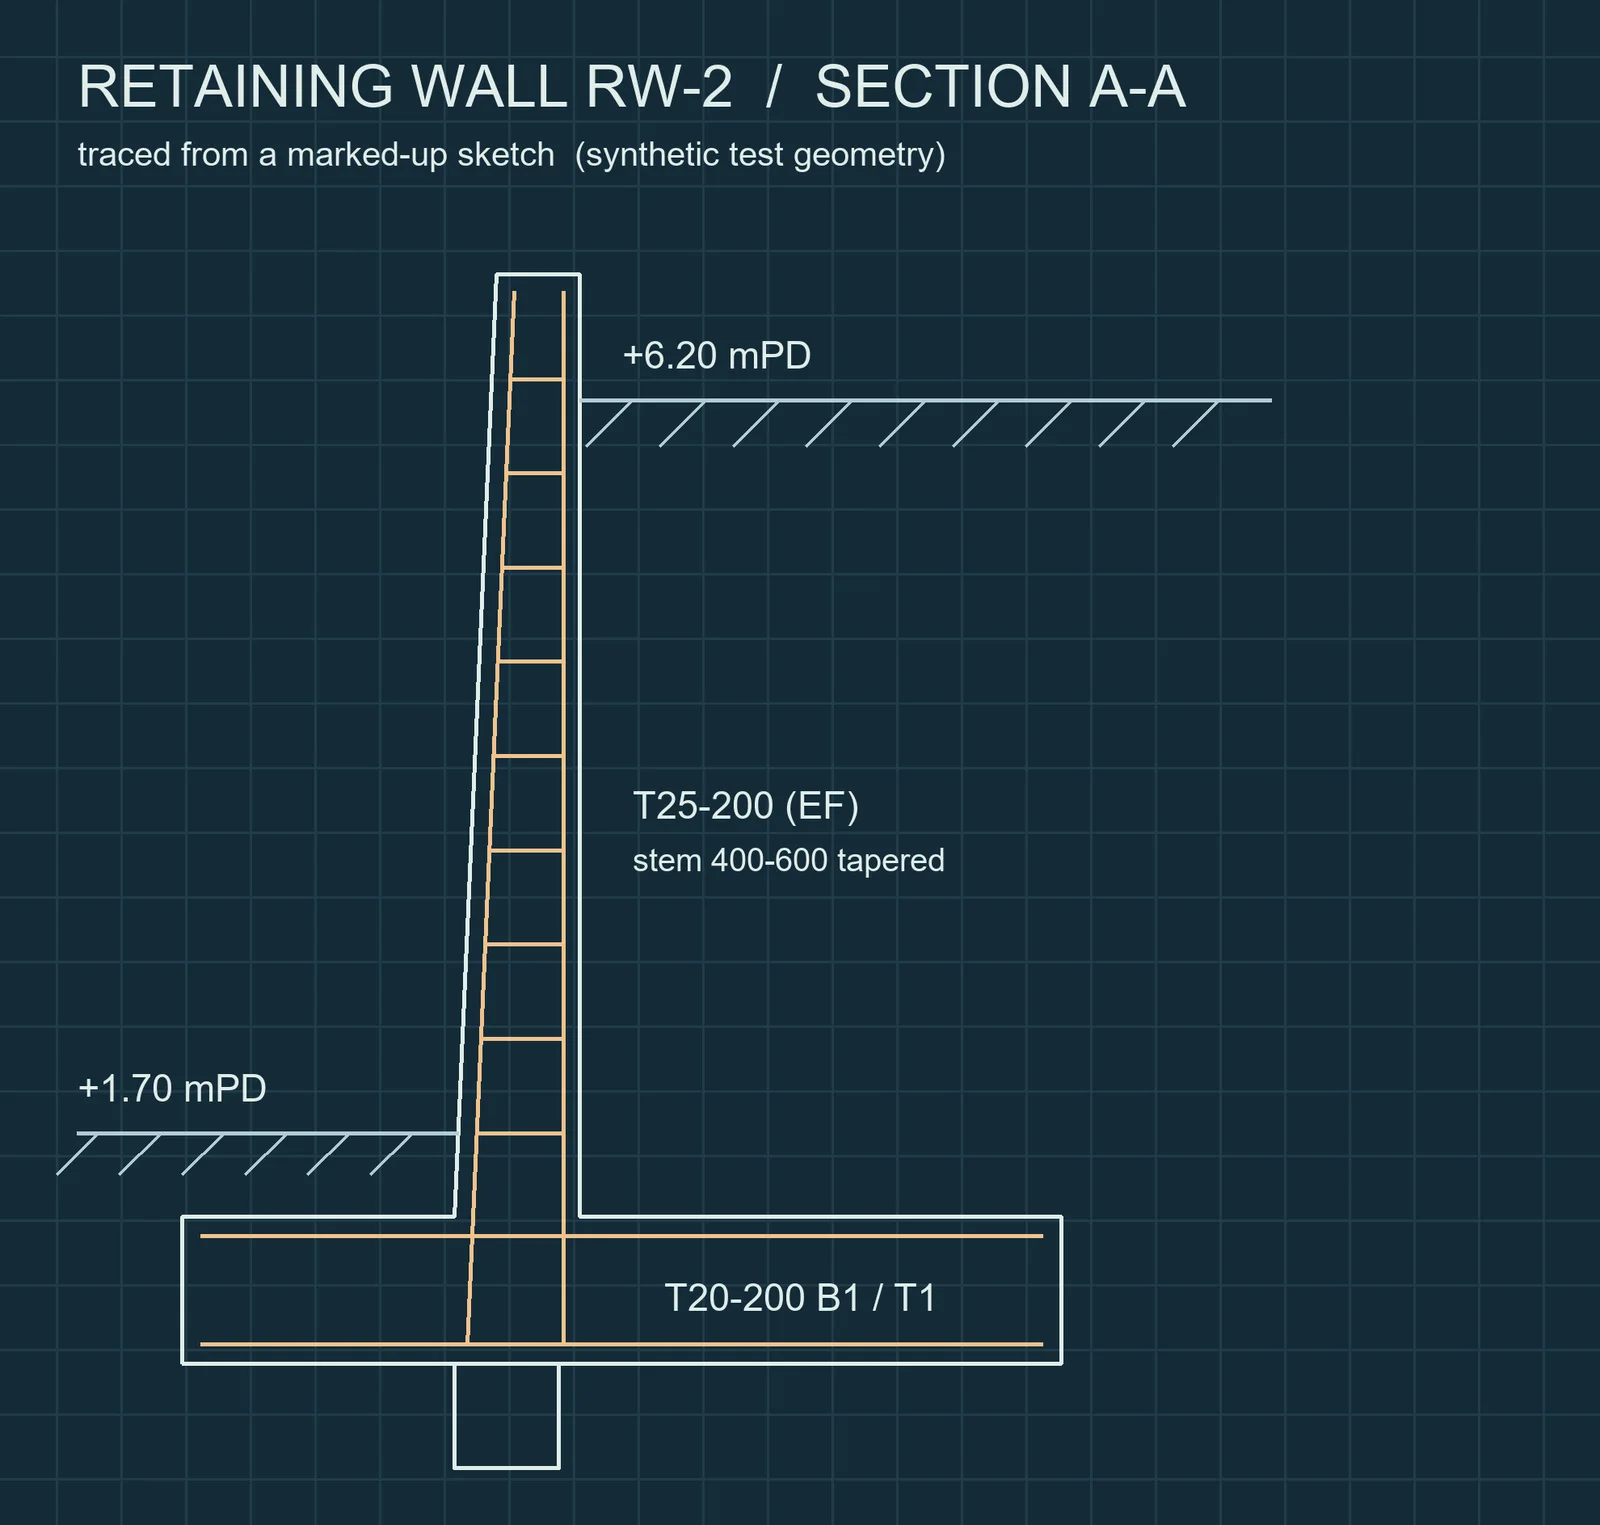 RETAINING WALL RW-2 / SECTION A-A
traced from a marked-up sketch (synthetic test geometry)
+6.20 mPD
T25-200 (EF)
stem 400-600 tapered
+1.70 mPD
T20-200 B1 / T1